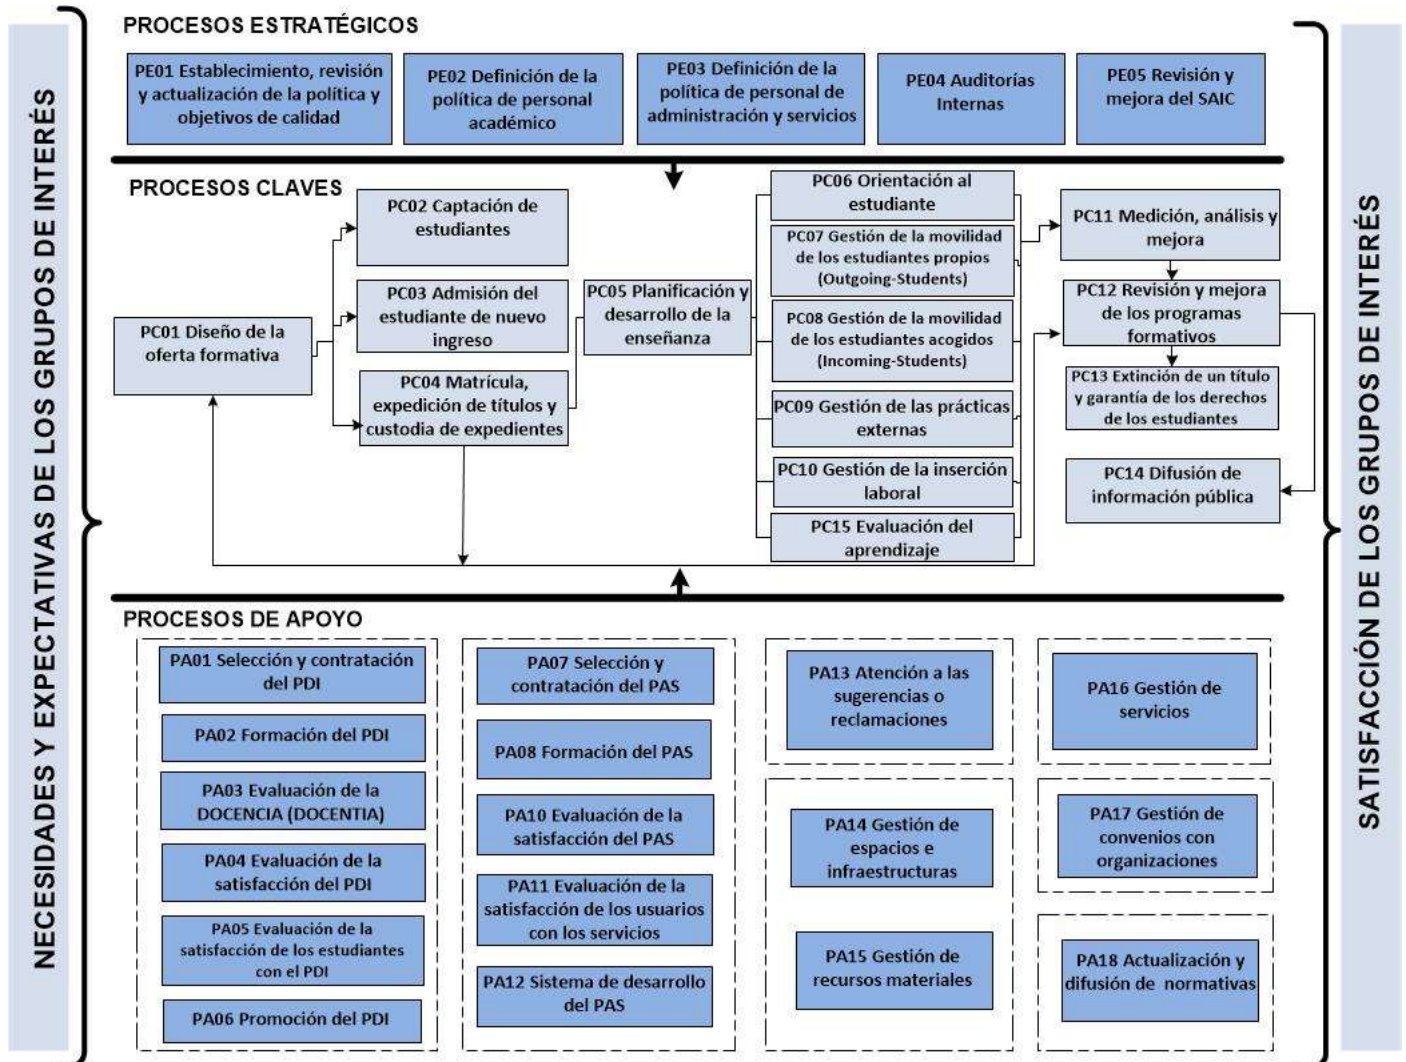 NECESIDADES Y EXPECTATIVAS DE LOS GRUPOS DE INTERÉS
PROCESOS ESTRATÉGICOS
PE01 Establecimiento, revisión
y actualización de la política y
objetivos de calidad
PE02 Definición de la
política de personal
académico
PE03 Definición de la
política de personal de
administración y servicios
PE04 Auditorías
Internas
PE05 Revisión y
mejora del SAIC
PROCESOS CLAVES
PC01 Diseño de la
oferta formativa
PC02 Captación de
estudiantes
PC03 Admisión del
estudiante de nuevo
ingreso
PC04 Matrícula,
expedición de títulos y
custodia de expedientes
PC05 Planificación y
desarrollo de la
enseñanza
PC06 Orientación al
estudiante
PC07 Gestión de la movilidad
de los estudiantes propios
(Outgoing-Students)
PC08 Gestión de la movilidad
de los estudiantes acogidos
(Incoming-Students)
PC09 Gestión de las prácticas
externas
PC10 Gestión de la inserción
laboral
PC15 Evaluación del
aprendizaje
PC11 Medición, análisis y
mejora
PC12 Revisión y mejora
de los programas
formativos
PC13 Extinción de un título
y garantía de los derechos
de los estudiantes
PC14 Difusión de
información pública
PROCESOS DE APOYO
PA01 Selección y contratación
del PDI
PA02 Formación del PDI
PA03 Evaluación de la
DOCENCIA (DOCENTIA)
PA04 Evaluación de la
satisfacción del PDI
PA05 Evaluación de la
satisfacción de los estudiantes
con el PDI
PA06 Promoción del PDI
PA07 Selección y
contratación del PAS
PA08 Formación del PAS
PA10 Evaluación de la
satisfacción del PAS
PA11 Evaluación de la
satisfacción de los usuarios
con los servicios
PA12 Sistema de desarrollo
del PAS
PA13 Atención a las
sugerencias o
reclamaciones
PA14 Gestión de
espacios e
infraestructuras
PA15 Gestión de
recursos materiales
PA16 Gestión de
servicios
PA17 Gestión de
convenios con
organizaciones
PA18 Actualización y
difusión de normativas
SATISFACCIÓN DE LOS GRUPOS DE INTERÉS